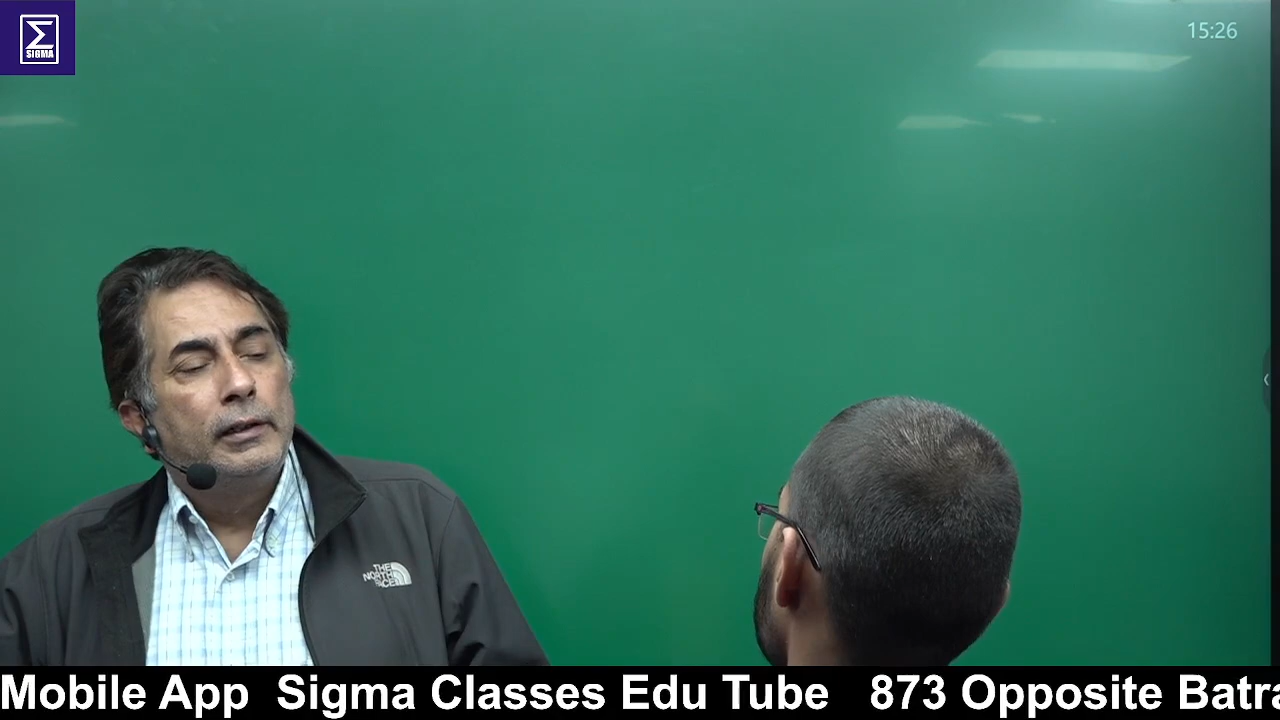 Σ
SIGMA
15:26
THE
NORTH
FACE
Mobile App Sigma Classes Edu Tube 873 Opposite Batra